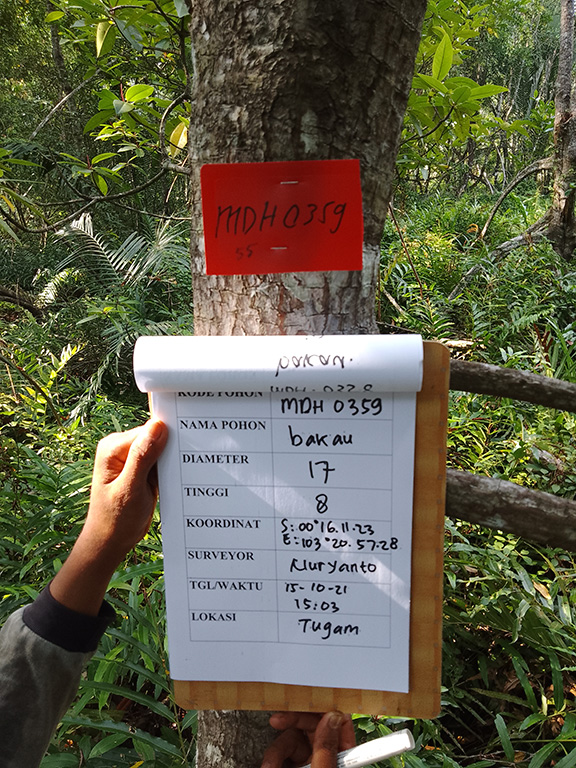 MDH 0359
55
KODE POHON MDH 0359
NAMA POHON bakau
DIAMETER 17
TINGGI 8
KOORDINAT S: 00°16.11.23
E: 103°20.57.28
SURVEYOR Nuryanto
TGL/WAKTU 15-10-21
15:03
LOKASI Tugam